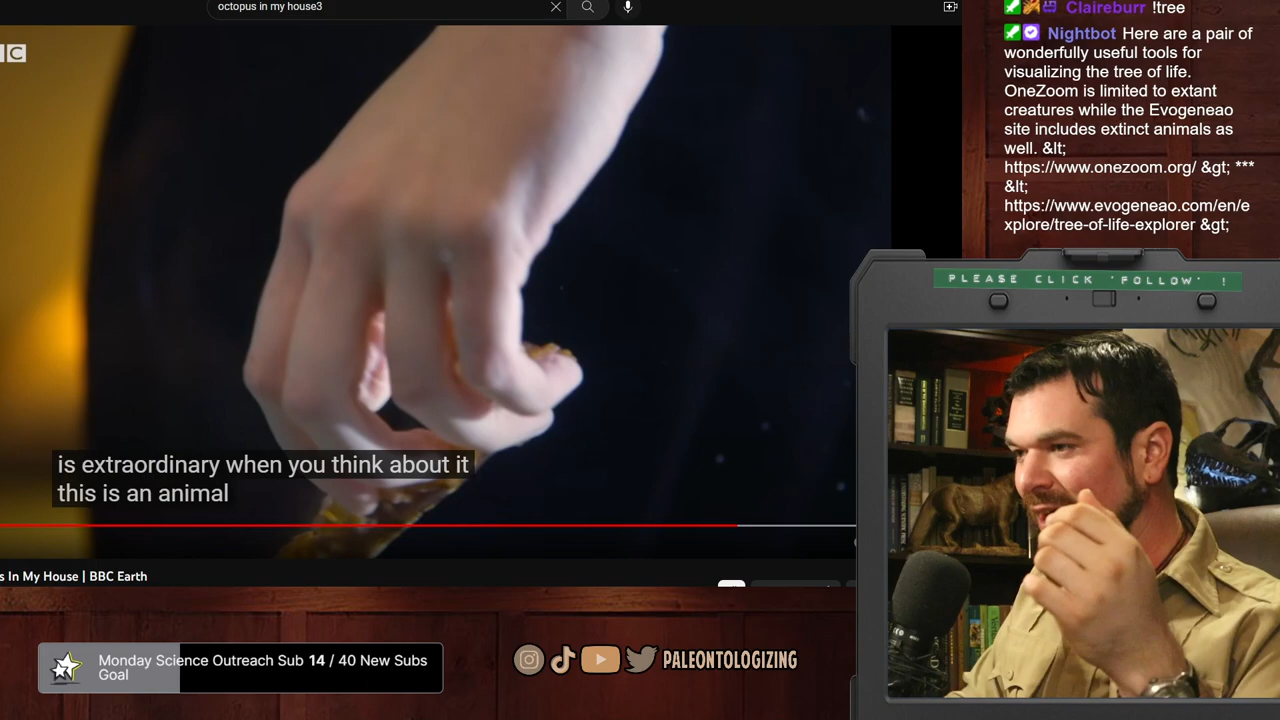 octopus in my house3
C
is extraordinary when you think about it
this is an animal
s In My House | BBC Earth
Monday Science Outreach Sub 14 / 40 New Subs
Goal
PALEONTOLOGIZING
Claireburr !tree
Nightbot Here are a pair of
wonderfully useful tools for
visualizing the tree of life.
OneZoom is limited to extant
creatures while the Evogeneao
site includes extinct animals as
well. &lt;
https://www.onezoom.org/ &gt; ***
&lt;
https://www.evogeneao.com/en/e
xplore/tree-of-life-explorer &gt;
PLEASE CLICK 'FOLLOW' !